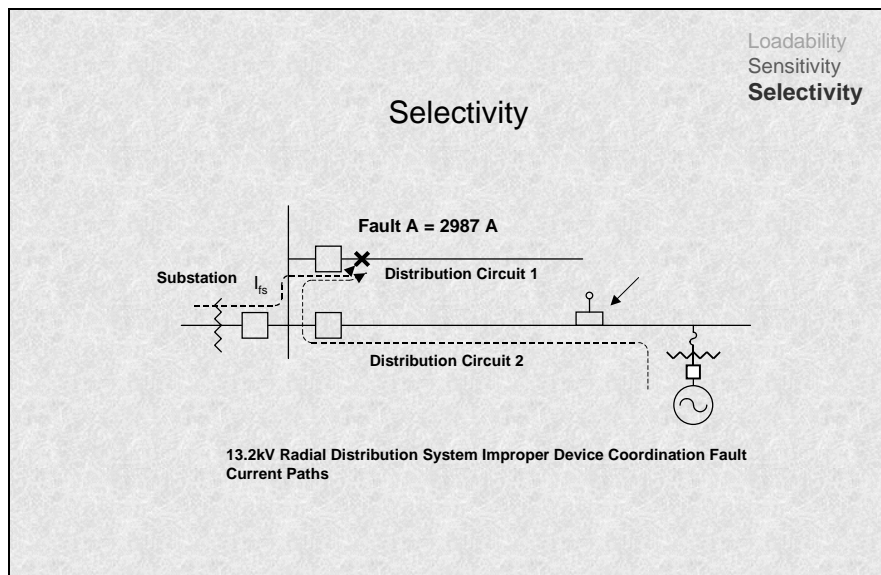 Loadability
Sensitivity
Selectivity
Selectivity
Fault A = 2987 A
Substation
Ifs
Distribution Circuit 1
Distribution Circuit 2
13.2kV Radial Distribution System Improper Device Coordination Fault
Current Paths